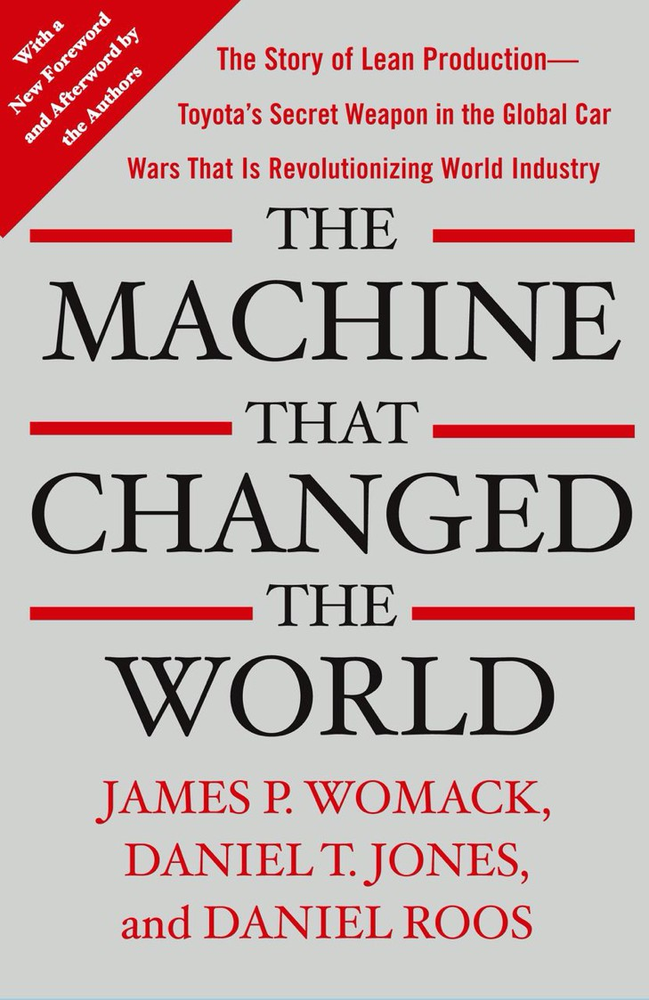 With a
New Foreword
and Afterword by
the Authors
The Story of Lean Production—
Toyota's Secret Weapon in the Global Car
Wars That Is Revolutionizing World Industry
THE
MACHINE
THAT
CHANGED
THE
WORLD
JAMES P. WOMACK,
DANIEL T. JONES,
and DANIEL ROOS